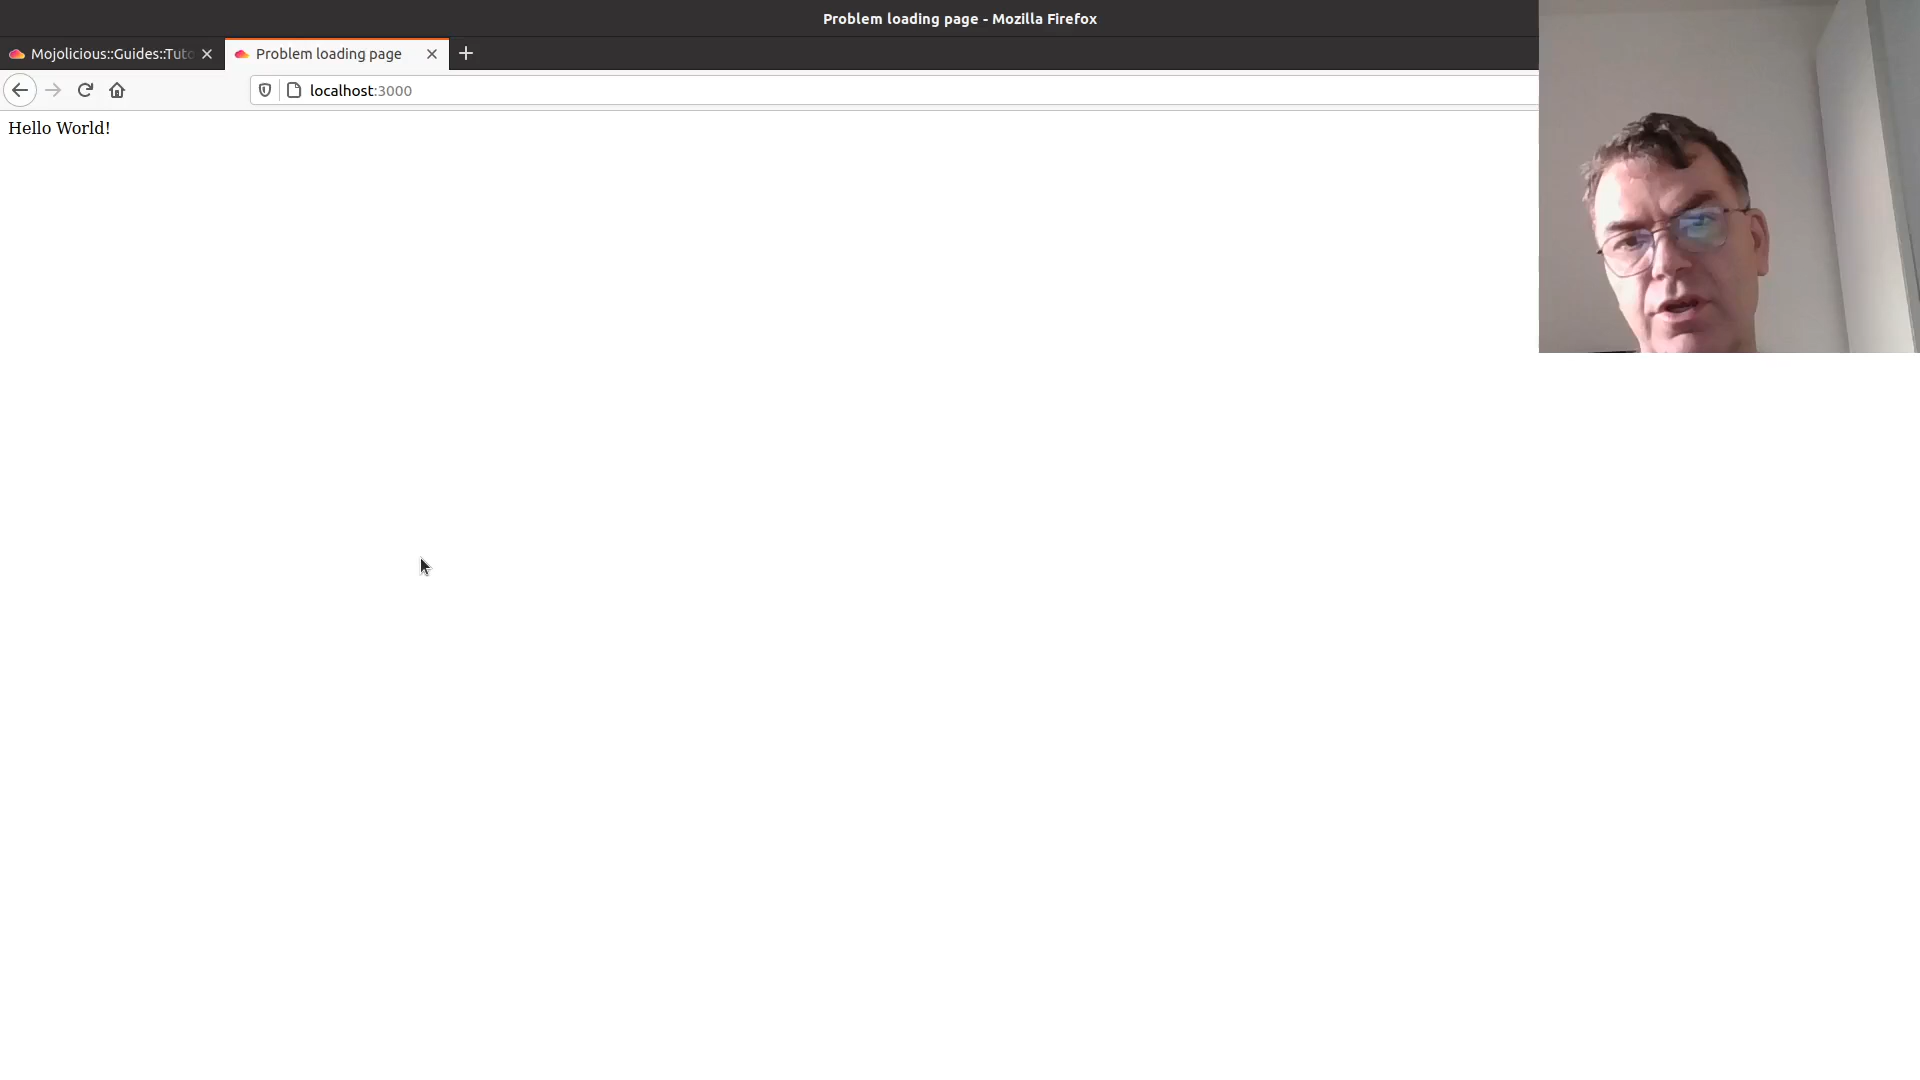 Problem loading page - Mozilla Firefox
Mojolicious::Guides::Tuto
Problem loading page
localhost:3000
Hello World!